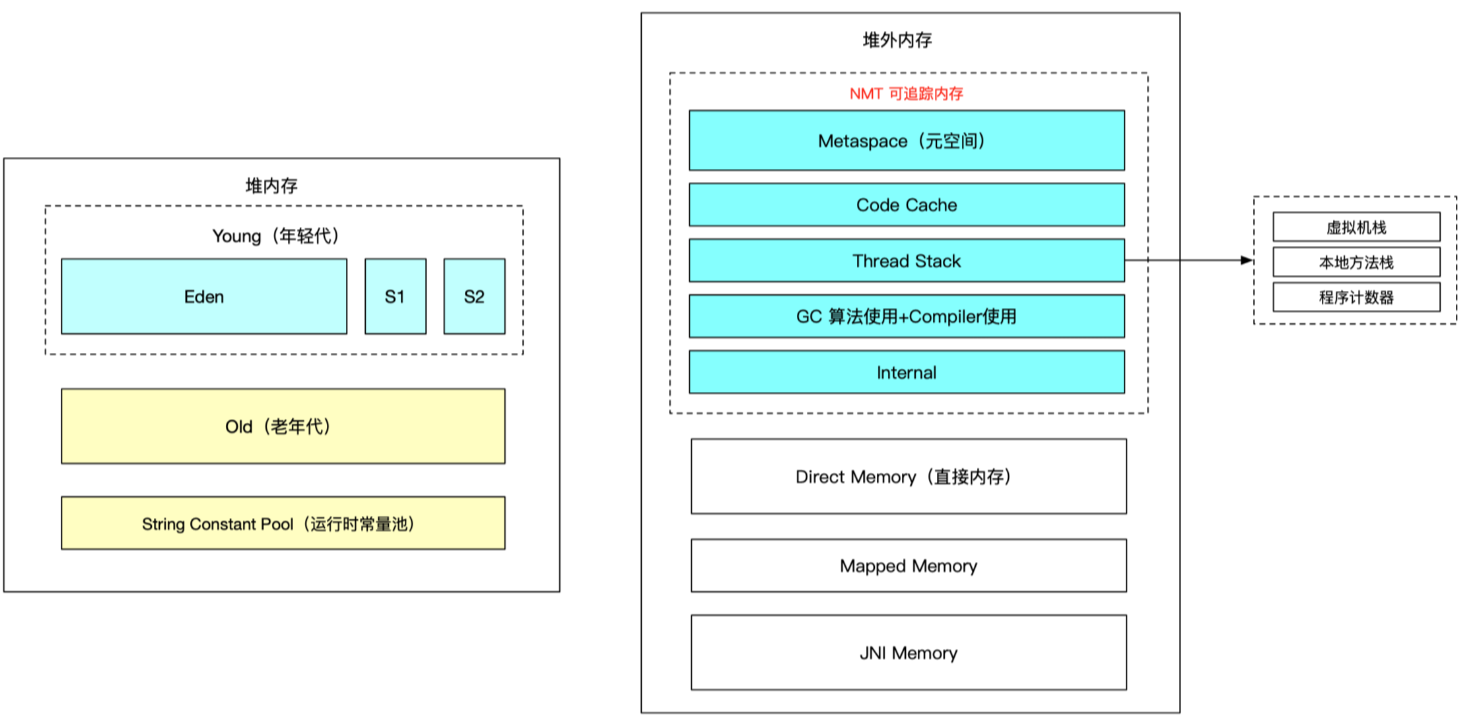 堆内存
Young（年轻代）
Eden
S1
S2
Old（老年代）
String Constant Pool（运行时常量池）
堆外内存
NMT 可追踪内存
Metaspace（元空间）
Code Cache
Thread Stack
GC 算法使用+Compiler使用
Internal
Direct Memory（直接内存）
Mapped Memory
JNI Memory
虚拟机栈
本地方法栈
程序计数器